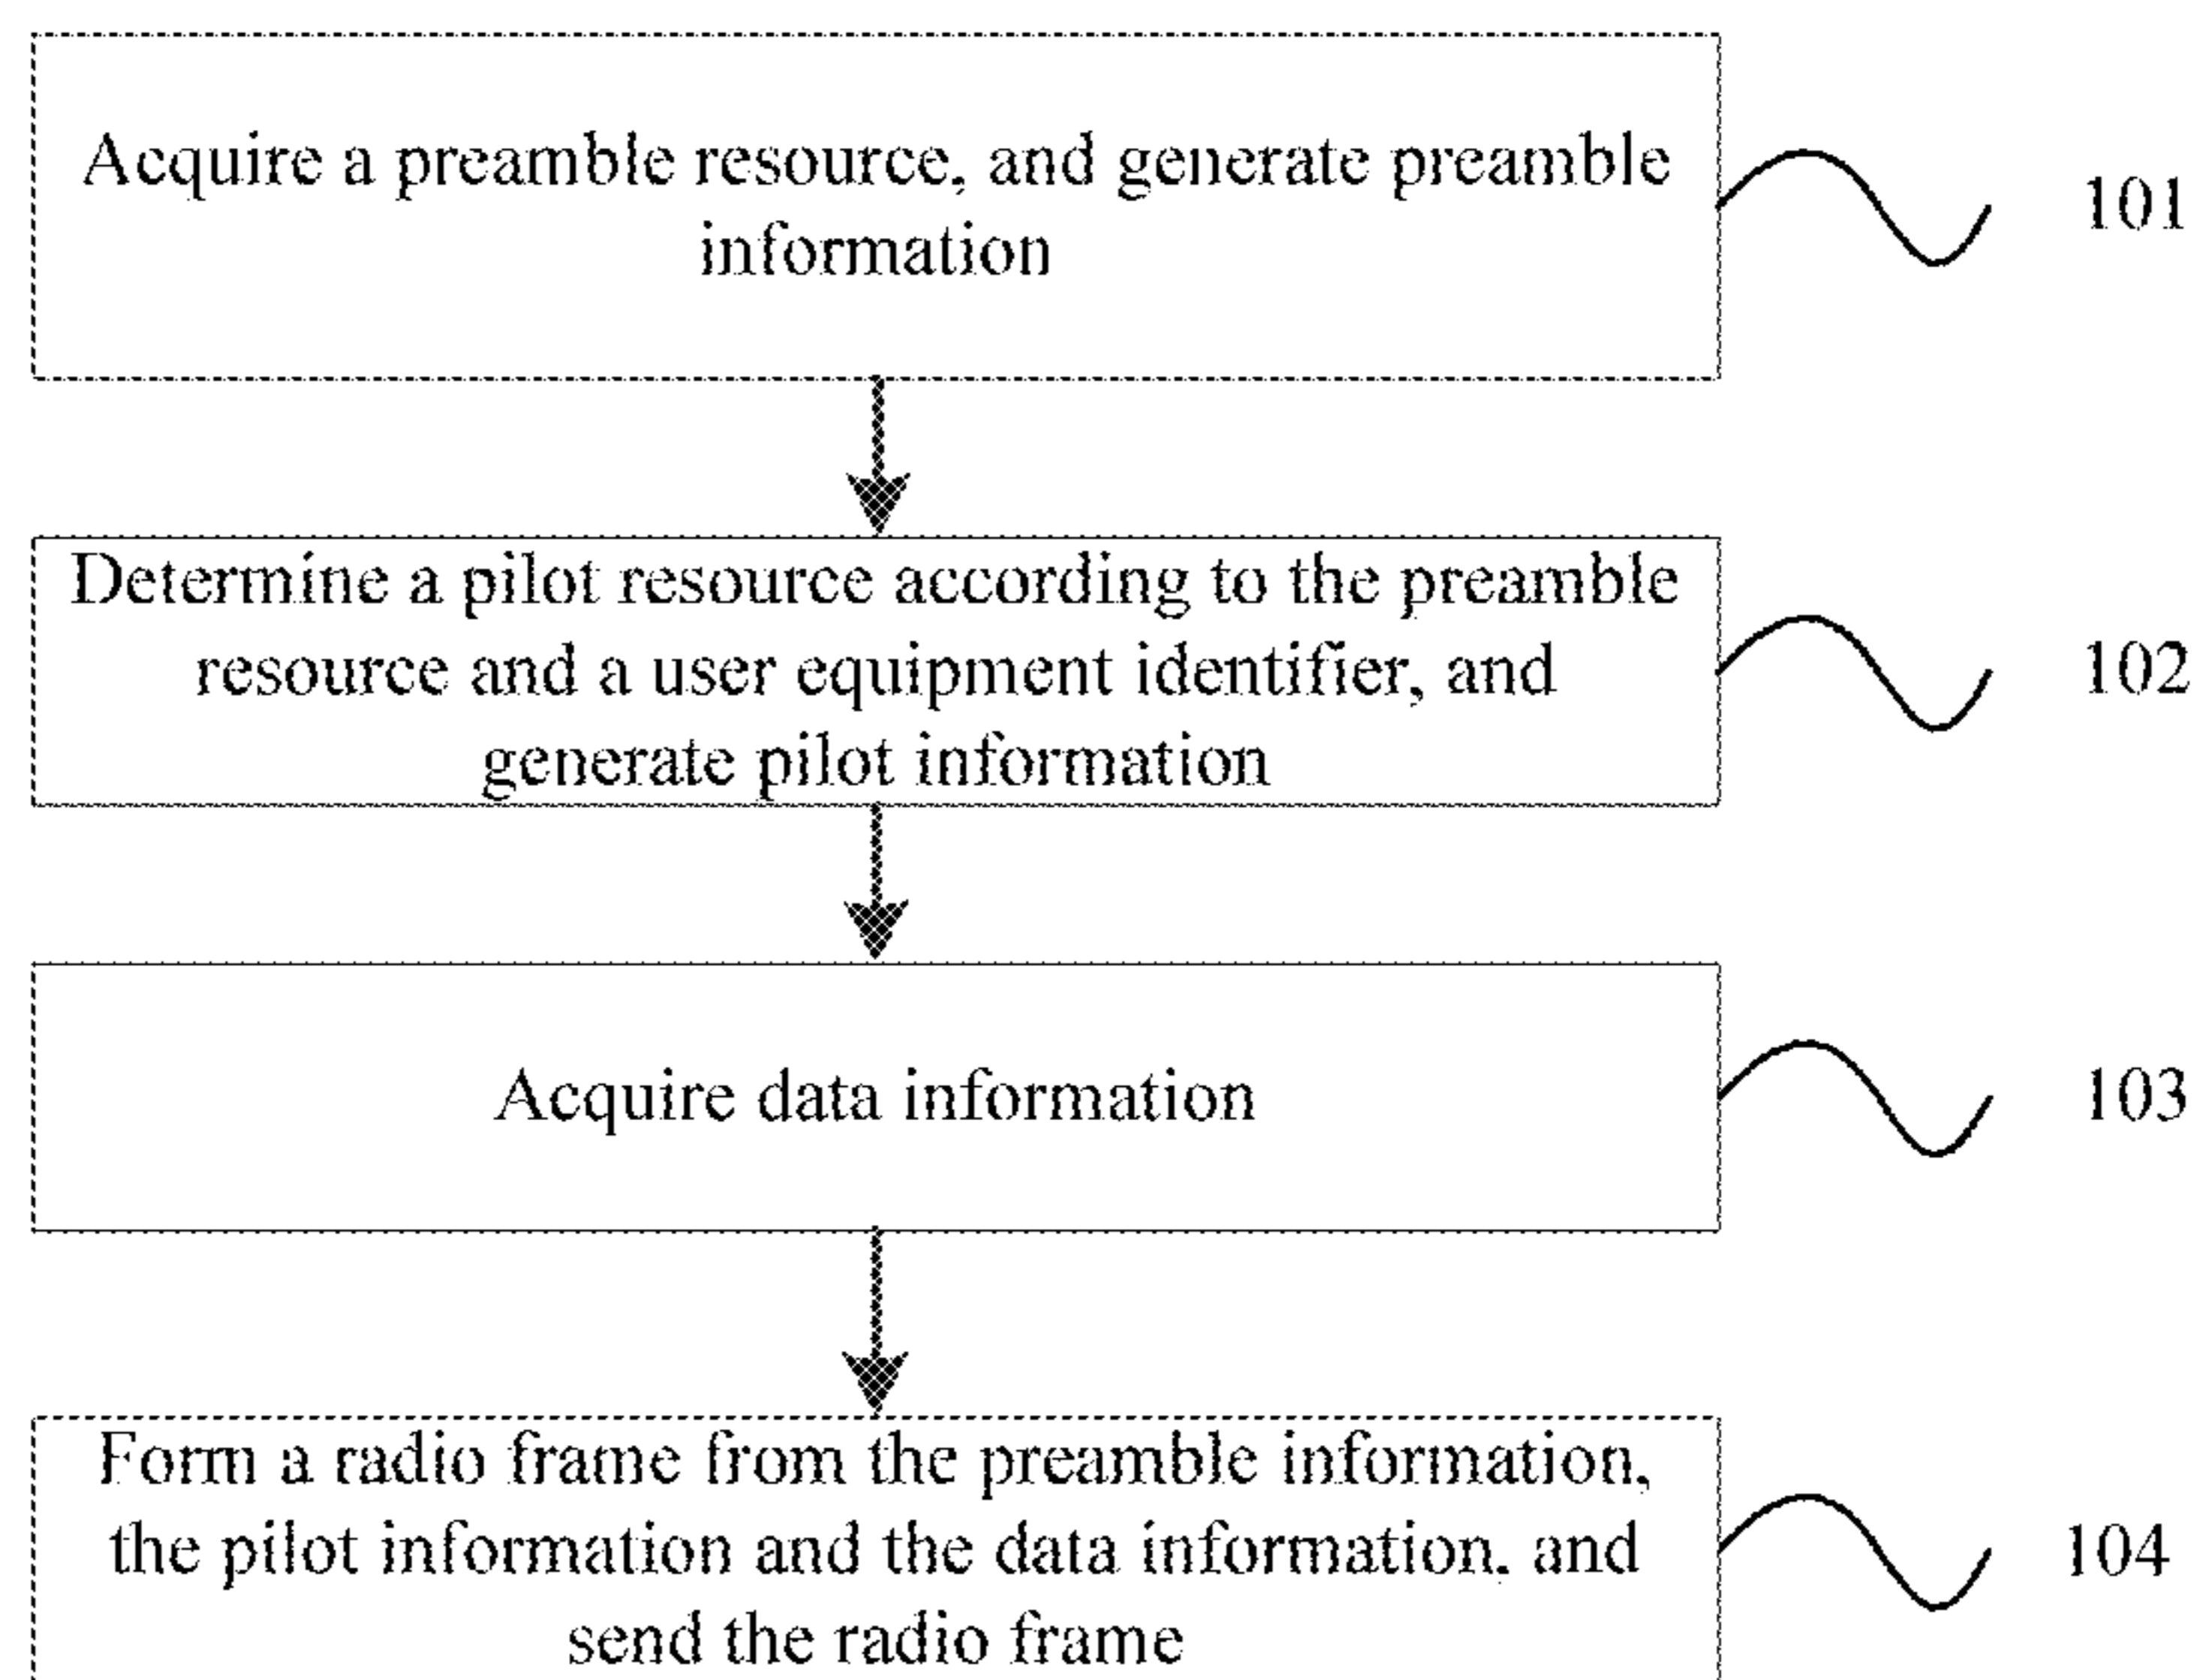 Acquire a preamble resource, and generate preamble
information
101
Determine a pilot resource according to the preamble
resource and a user equipment identifier, and
generate pilot information
102
Acquire data information
103
Form a radio frame from the preamble information,
the pilot information and the data information, and
send the radio frame
104